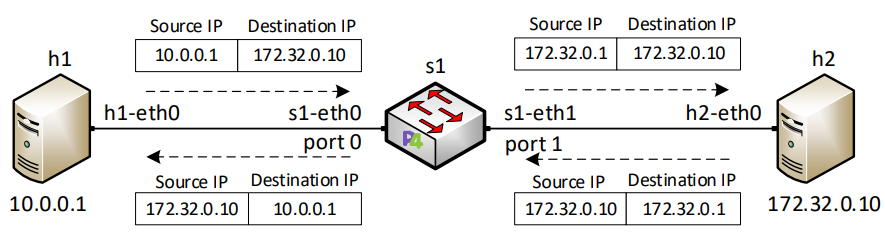 Source IP Destination IP
10.0.0.1 172.32.0.10
Source IP Destination IP
172.32.0.1 172.32.0.10
h1
s1
h2
h1-eth0
s1-eth0
s1-eth1
h2-eth0
port 0
port 1
P4
Source IP Destination IP
172.32.0.10 10.0.0.1
Source IP Destination IP
172.32.0.10 172.32.0.1
10.0.0.1
172.32.0.10